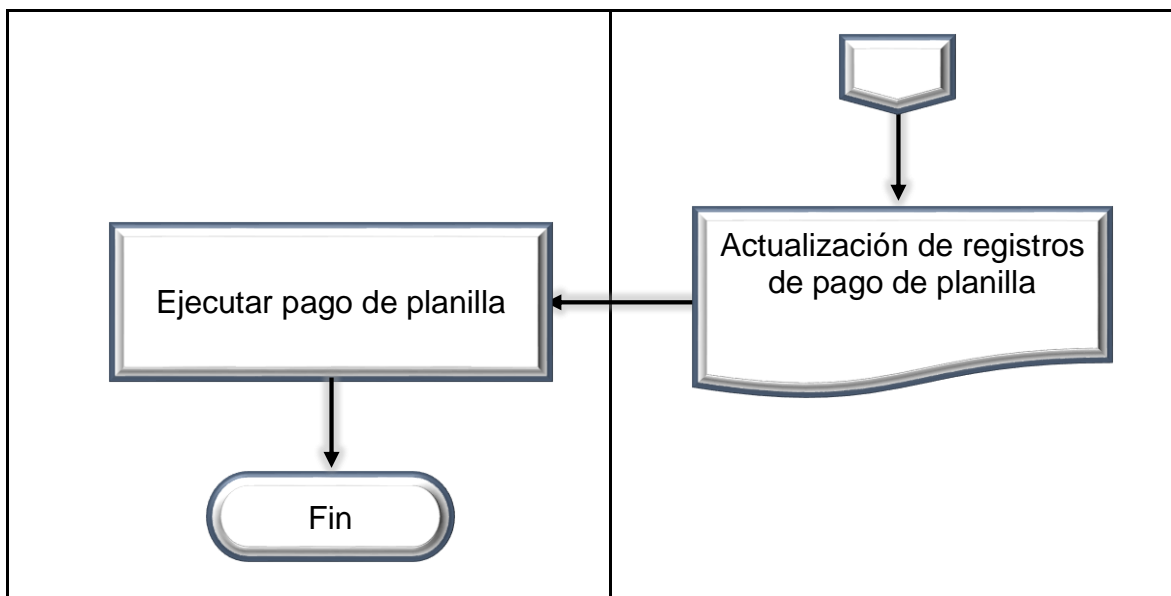 Actualización de registros
de pago de planilla
Ejecutar pago de planilla
Fin